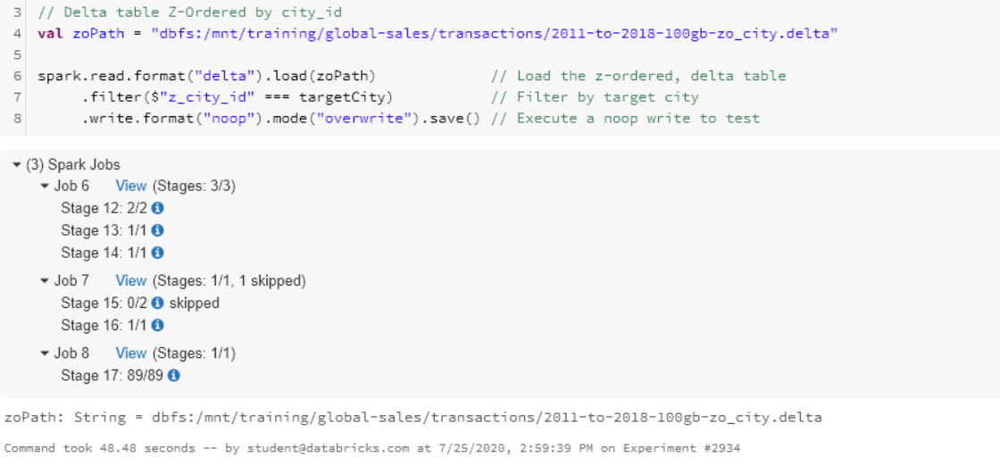 3 // Delta table Z-Ordered by city_id
4 val zoPath = "dbfs:/mnt/training/global-sales/transactions/2011-to-2018-100gb-zo_city.delta"
5
6 spark.read.format("delta").load(zoPath) // Load the z-ordered, delta table
7 .filter($"z_city_id" === targetCity) // Filter by target city
8 .write.format("noop").mode("overwrite").save() // Execute a noop write to test
(3) Spark Jobs
Job 6 View (Stages: 3/3)
Stage 12: 2/2
Stage 13: 1/1
Stage 14: 1/1
Job 7 View (Stages: 1/1, 1 skipped)
Stage 15: 0/2 skipped
Stage 16: 1/1
Job 8 View (Stages: 1/1)
Stage 17: 89/89
zoPath: String = dbfs:/mnt/training/global-sales/transactions/2011-to-2018-100gb-zo_city.delta
Command took 48.48 seconds -- by student@databricks.com at 7/25/2020, 2:59:39 PM on Experiment #2934